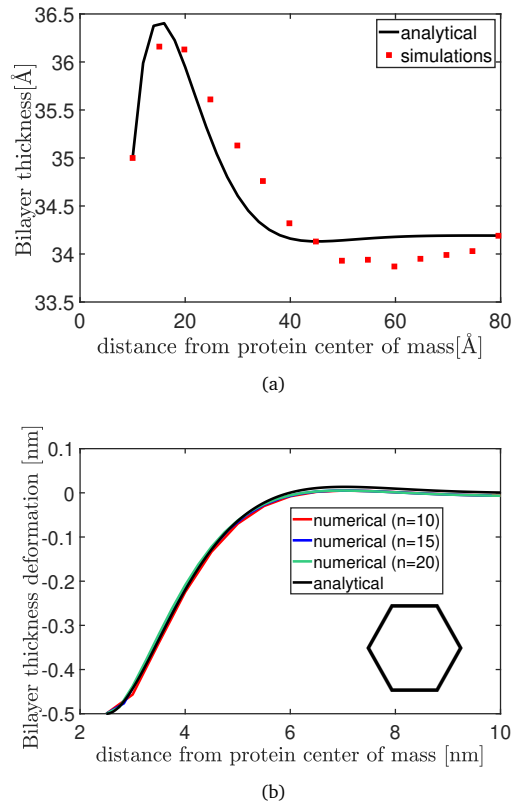 36.5
36
35.5
35
34.5
34
33.5
Bilayer thickness[Å]
analytical
simulations
0 20 40 60 80
distance from protein center of mass[Å]
(a)
0.1
0
-0.1
-0.2
-0.3
-0.4
-0.5
Bilayer thickness deformation [nm]
numerical (n=10)
numerical (n=15)
numerical (n=20)
analytical
2 4 6 8 10
distance from protein center of mass [nm]
(b)